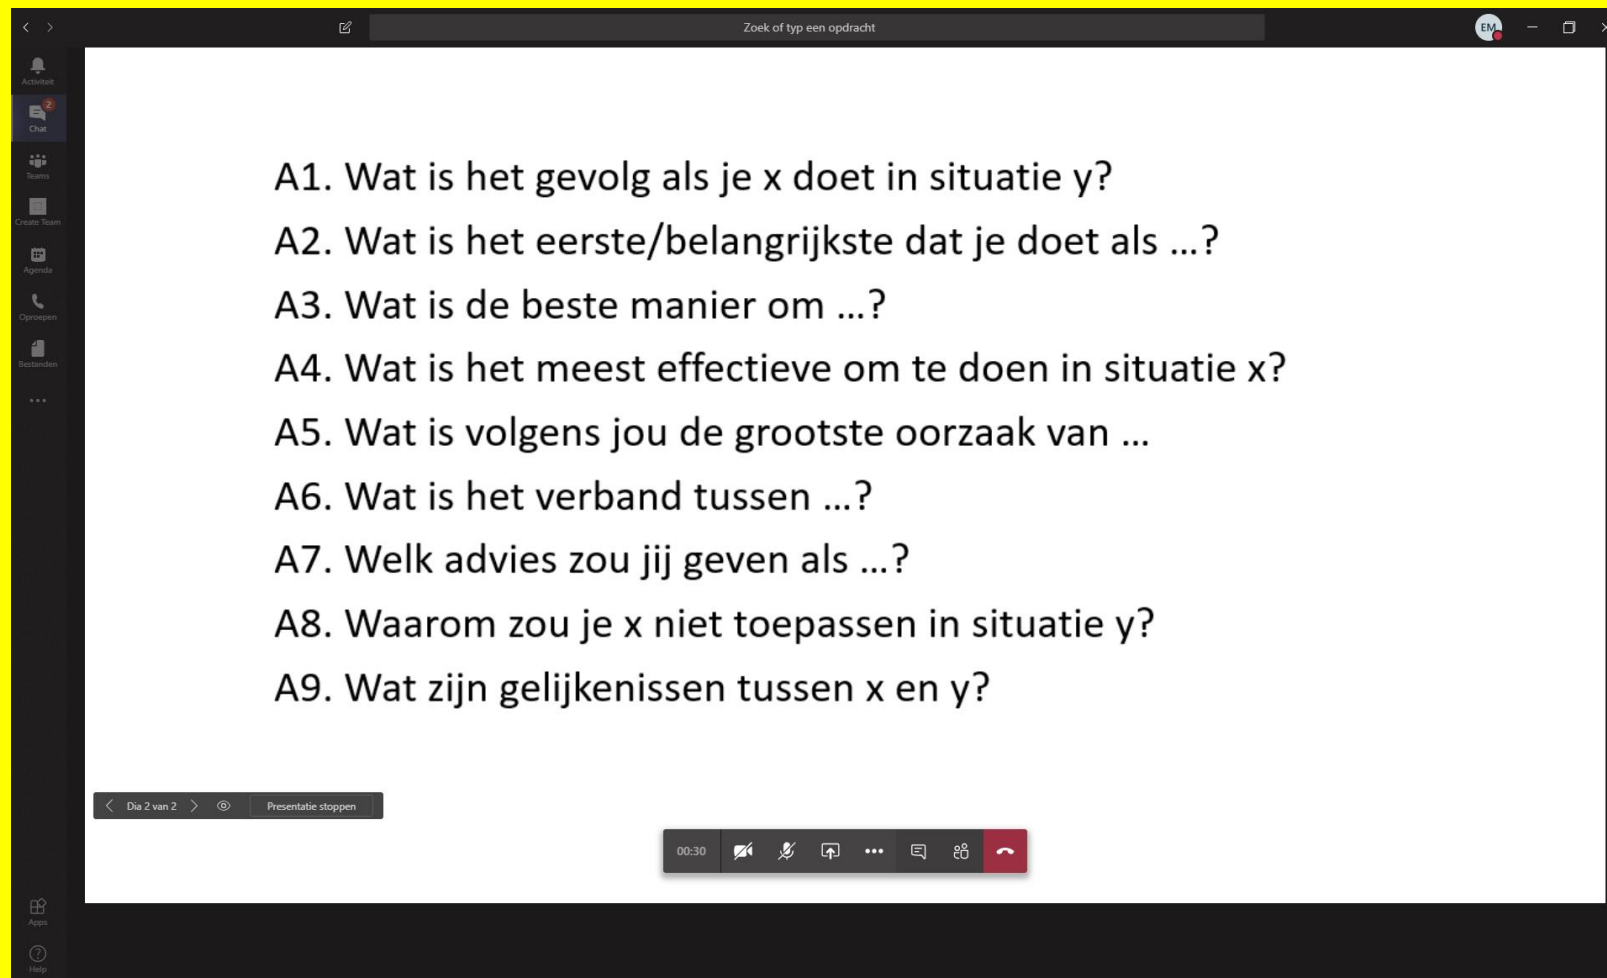 Zoek of typ een opdracht
EM
Activiteit
2
Chat
Teams
Create Team
Agenda
Oproepen
Bestanden
A1. Wat is het gevolg als je x doet in situatie y?
A2. Wat is het eerste/belangrijkste dat je doet als ...?
A3. Wat is de beste manier om ...?
A4. Wat is het meest effectieve om te doen in situatie x?
A5. Wat is volgens jou de grootste oorzaak van ...
A6. Wat is het verband tussen ...?
A7. Welk advies zou jij geven als ...?
A8. Waarom zou je x niet toepassen in situatie y?
A9. Wat zijn gelijkenissen tussen x en y?
Dia 2 van 2
Presentatie stoppen
00:30
Apps
Help